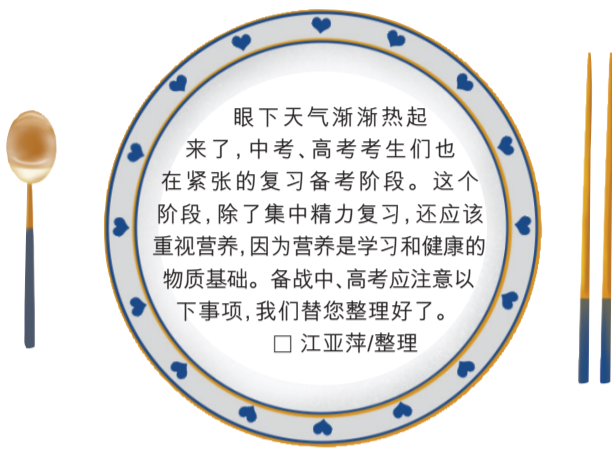 眼下天气渐渐热起
来了,中考、高考考生们也
在紧张的复习备考阶段。这个
阶段,除了集中精力复习,还应该
重视营养,因为营养是学习和健康的
物质基础。备战中、高考应注意以
下事项,我们替您整理好了。
□ 江亚萍/整理